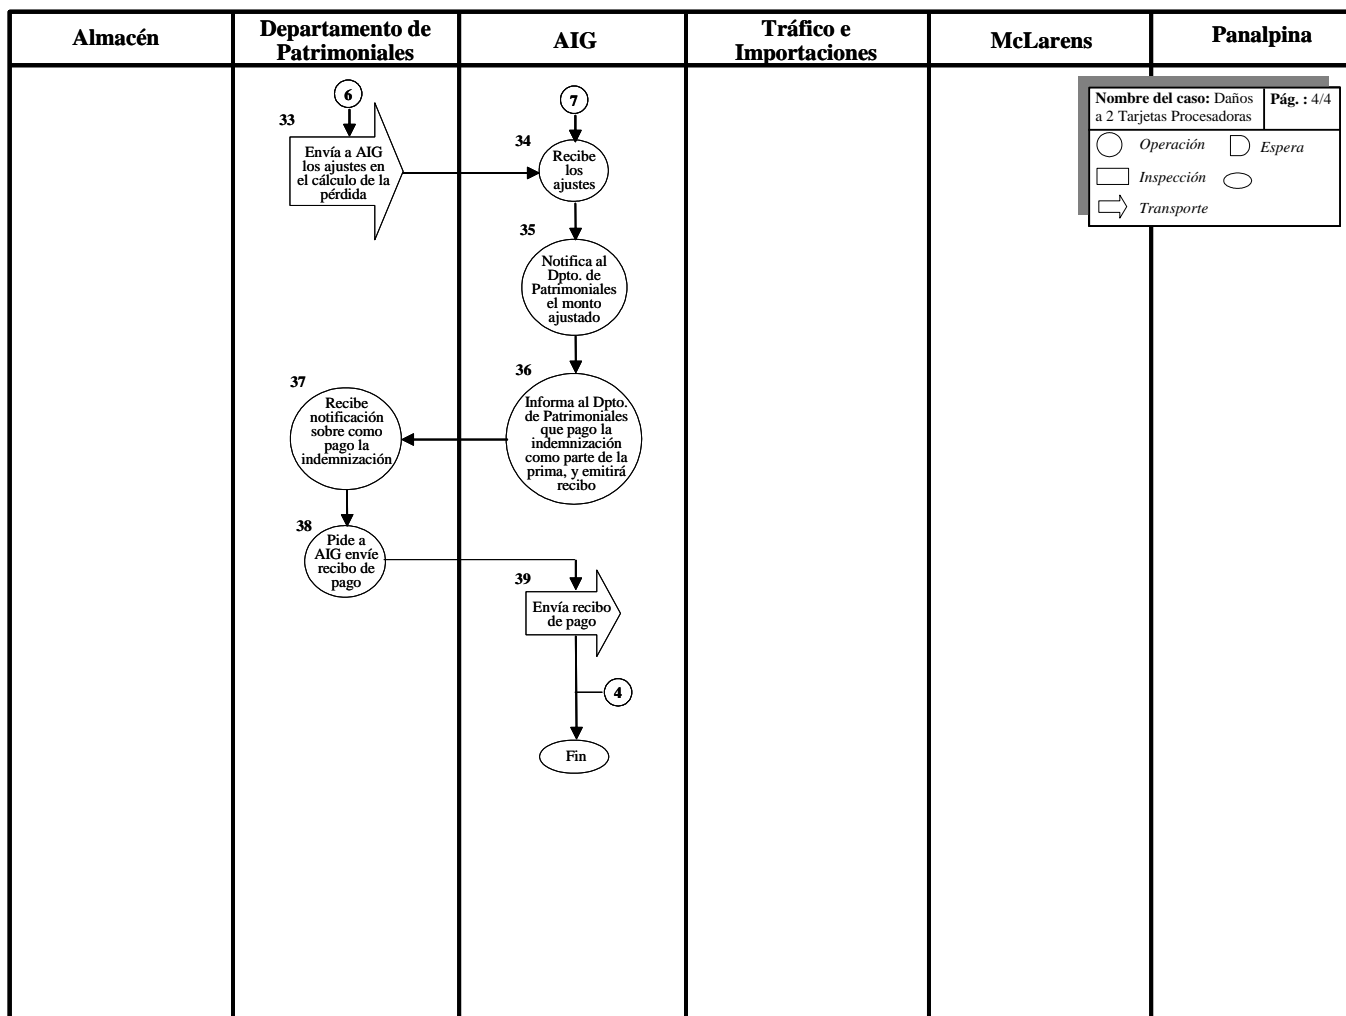 Almacén
Departamento de
Patrimoniales
AIG
Tráfico e
Importaciones
McLarens
Panalpina
Nombre del caso: Daños
a 2 Tarjetas Procesadoras
Pág. : 4/4
Operación
Espera
Inspección
Transporte
6
33
Envía a AIG
los ajustes en
el cálculo de la
pérdida
7
34
Recibe
los
ajustes
35
Notifica al
Dpto. de
Patrimoniales
el monto
ajustado
36
Informa al Dpto.
de Patrimoniales
que pago la
indemnización
como parte de la
prima, y emitirá
recibo
37
Recibe
notificación
sobre como
pago la
indemnización
38
Pide a
AIG envíe
recibo de
pago
39
Envía recibo
de pago
4
Fin